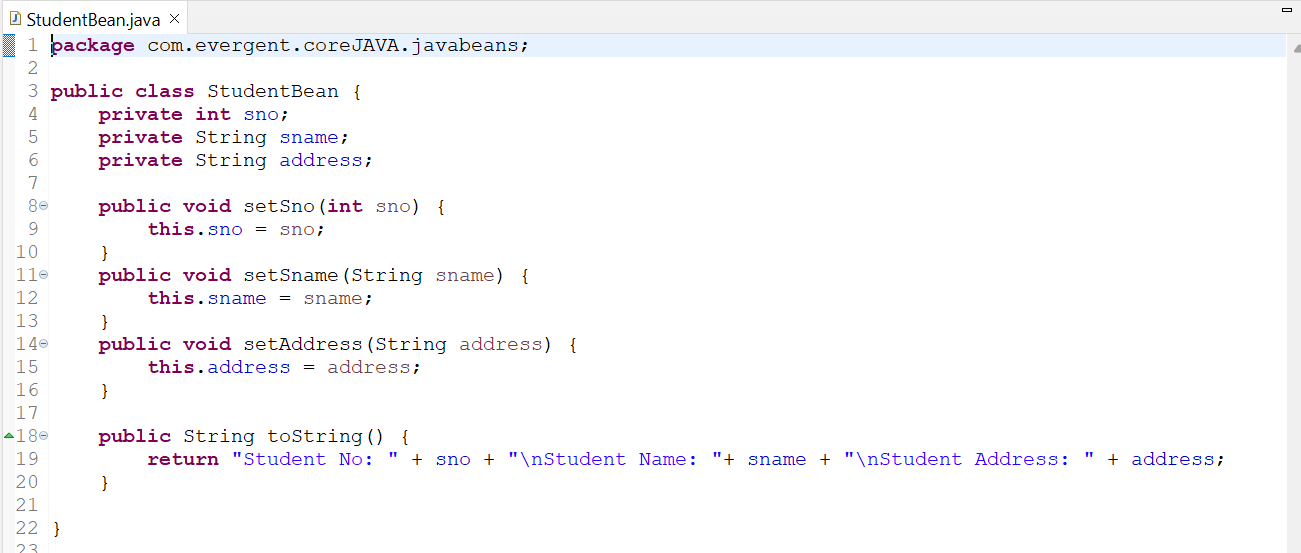 StudentBean.java
1 package com.evergent.coreJAVA.javabeans;
2
3 public class StudentBean {
4     private int sno;
5     private String sname;
6     private String address;
7
8     public void setSno(int sno) {
9         this.sno = sno;
10     }
11     public void setSname(String sname) {
12         this.sname = sname;
13     }
14     public void setAddress(String address) {
15         this.address = address;
16     }
17
18     public String toString() {
19         return "Student No: " + sno + "\nStudent Name: "+ sname + "\nStudent Address: " + address;
20     }
21
22 }
23